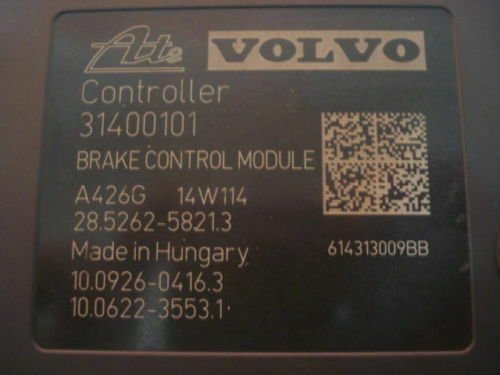 Ate VOLVO
Controller
31400101
BRAKE CONTROL MODULE
A426G 14W114
28.5262-5821.3
Made in Hungary
614313009BB
10.0926-0416.3
10.0622-3553.1